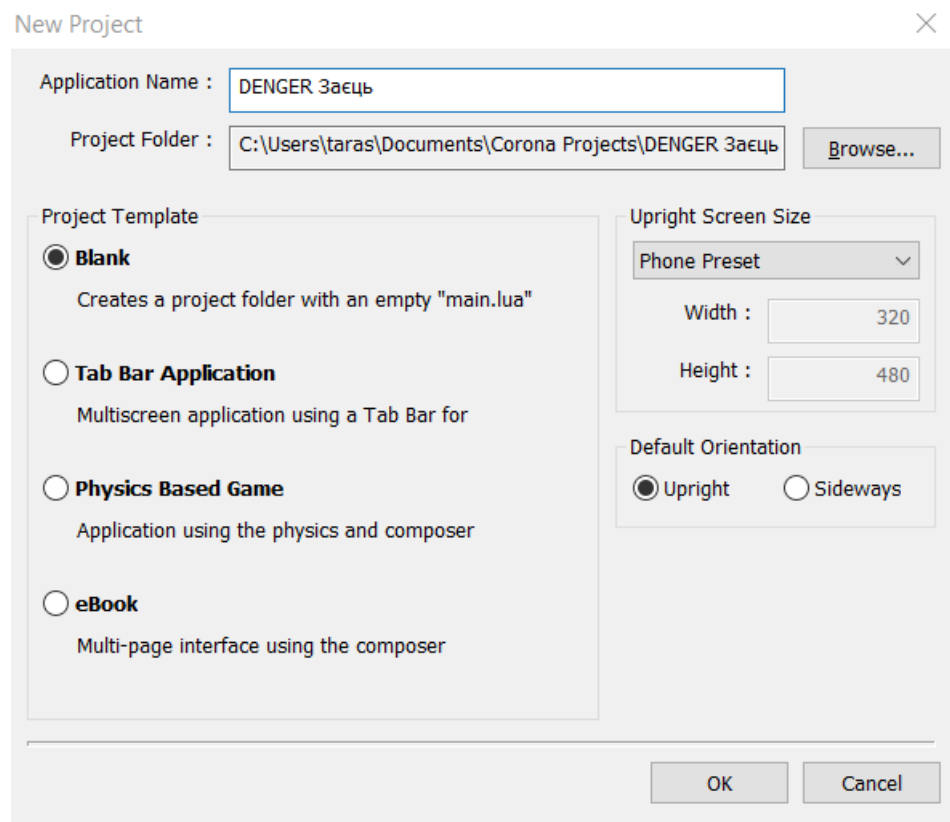 New Project
Application Name :
DENGER Заєць
Project Folder :
C:\Users\taras\Documents\Corona Projects\DENGER Заєць
Browse...
Project Template
Blank
Creates a project folder with an empty "main.lua"
Tab Bar Application
Multiscreen application using a Tab Bar for
Physics Based Game
Application using the physics and composer
eBook
Multi-page interface using the composer
Upright Screen Size
Phone Preset
Width :
320
Height :
480
Default Orientation
Upright
Sideways
OK
Cancel